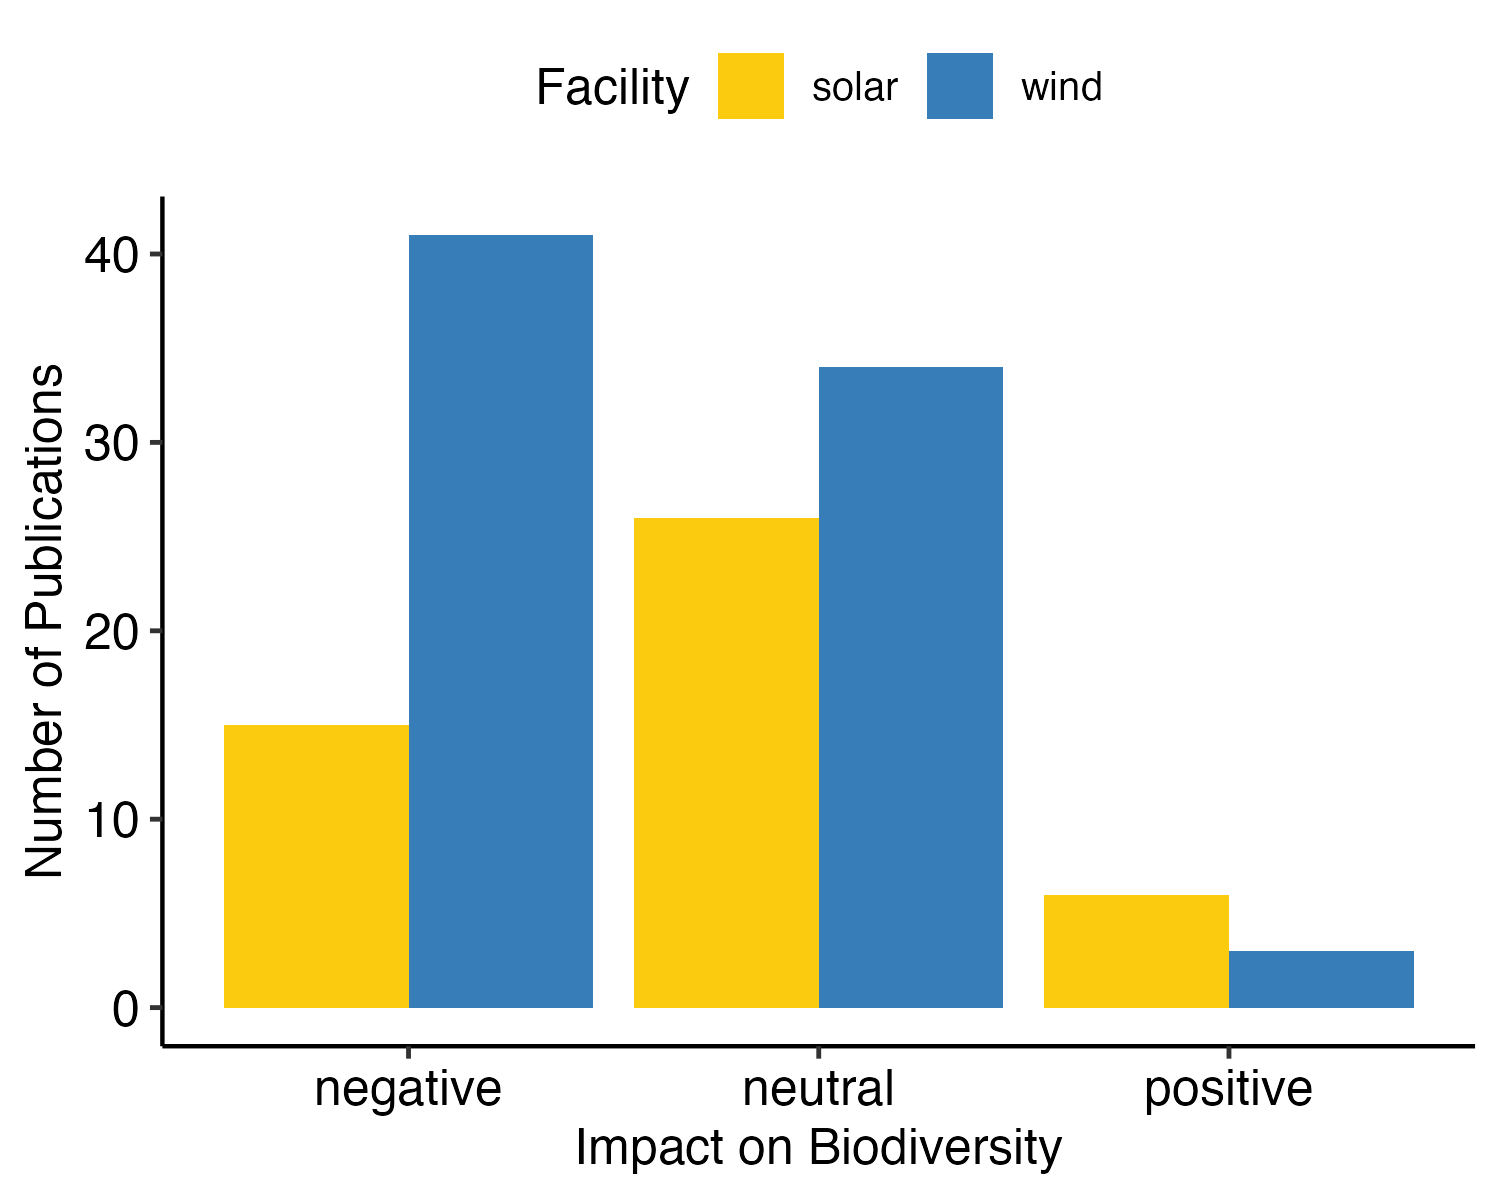 Facility solar wind
40
30
20
10
0
Number of Publications
negative neutral positive
Impact on Biodiversity